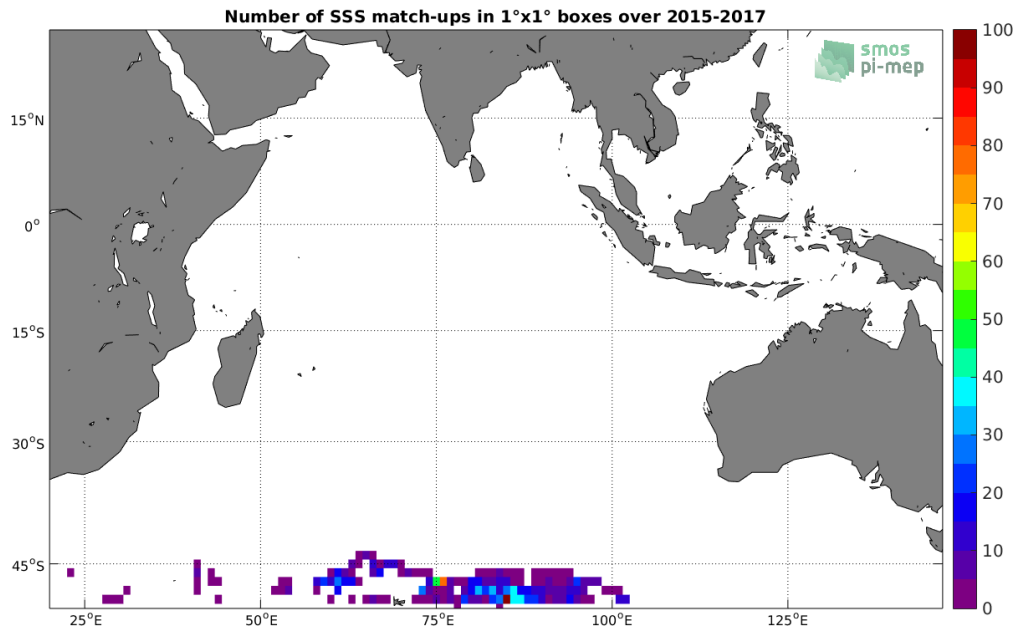 Number of SSS match-ups in 1°x1° boxes over 2015-2017
smos
pi-mep
100
90
80
70
60
50
40
30
20
10
0
15°N
0°
15°S
30°S
45°S
25°E
50°E
75°E
100°E
125°E